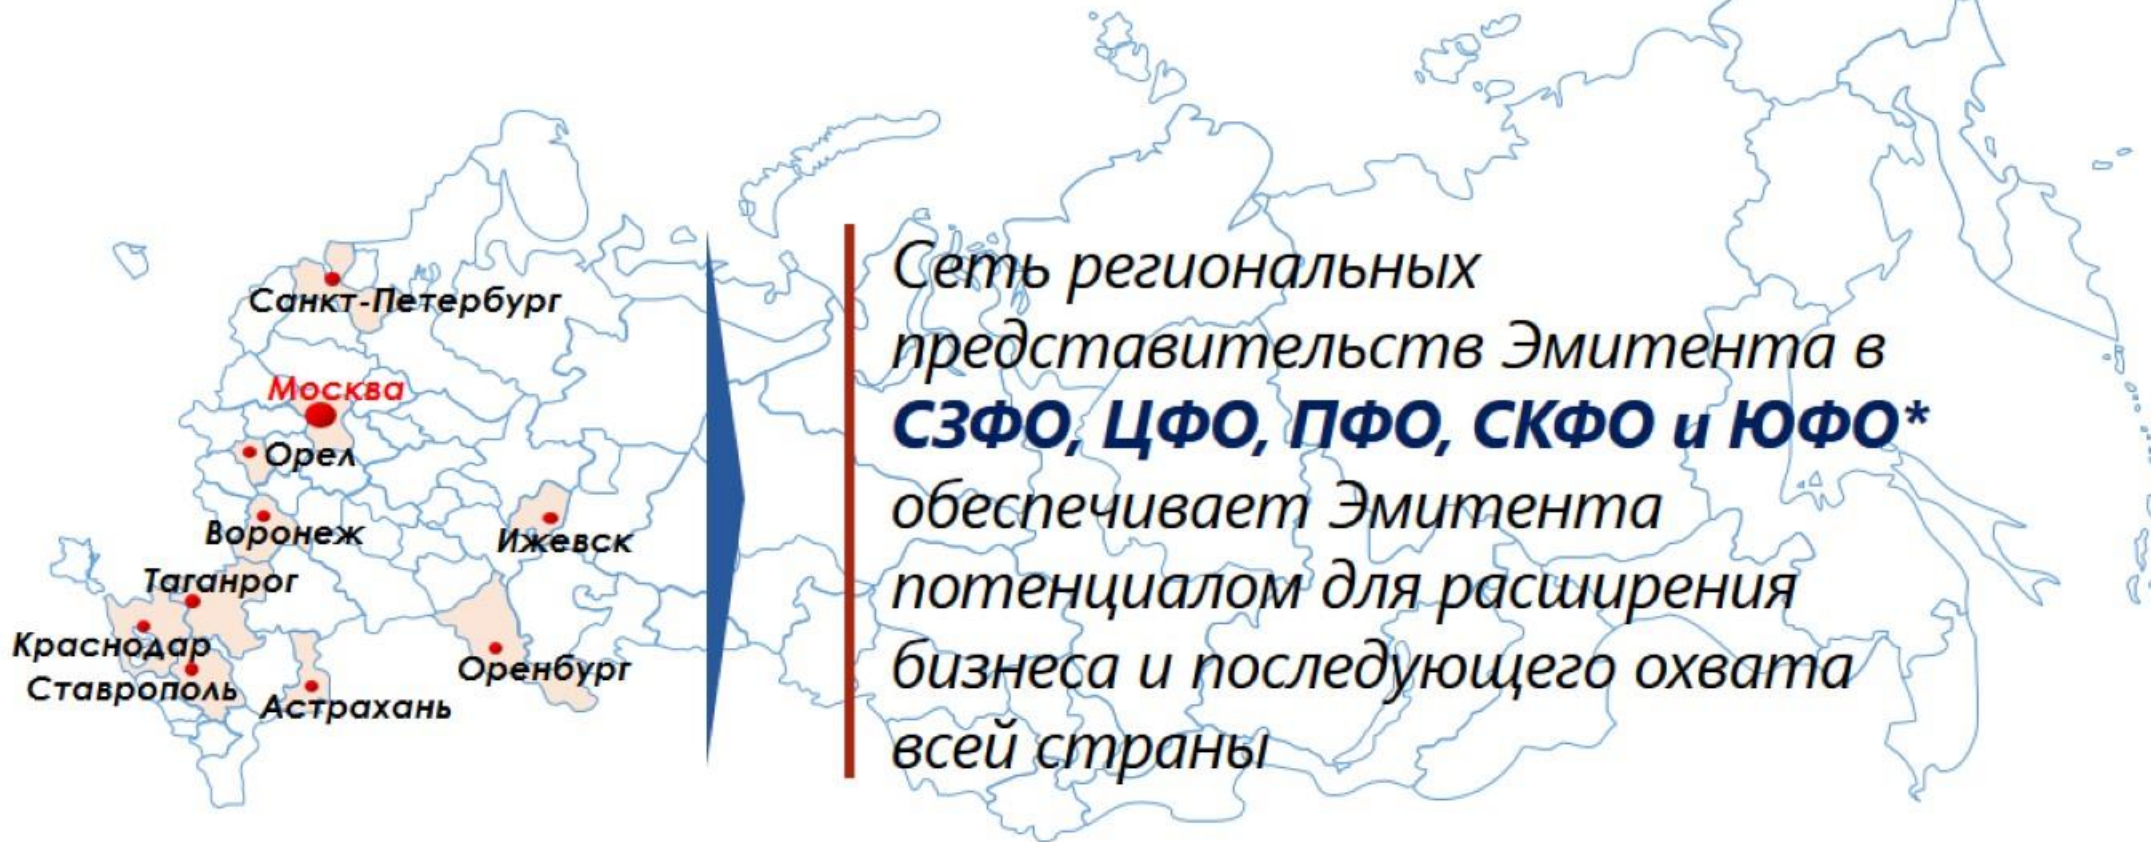 Санкт-Петербург
Москва
Орел
Воронеж
Ижевск
Таганрог
Краснодар
Ставрополь
Астрахань
Оренбург
Сеть региональных
представительств Эмитента в
СЗФО, ЦФО, ПФО, СКФО и ЮФО*
обеспечивает Эмитента
потенциалом для расширения
бизнеса и последующего охвата
всей страны